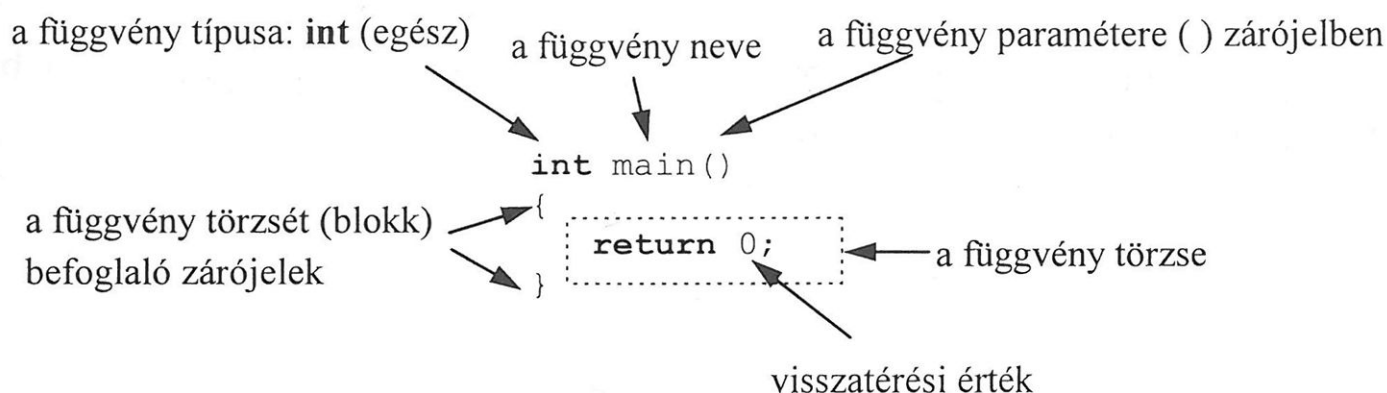 a függvény típusa: int (egész)
a függvény neve
a függvény paramétere ( ) zárójelben
int main()
{
a függvény törzsét (blokk)
befoglaló zárójelek
return 0;
a függvény törzse
}
visszatérési érték